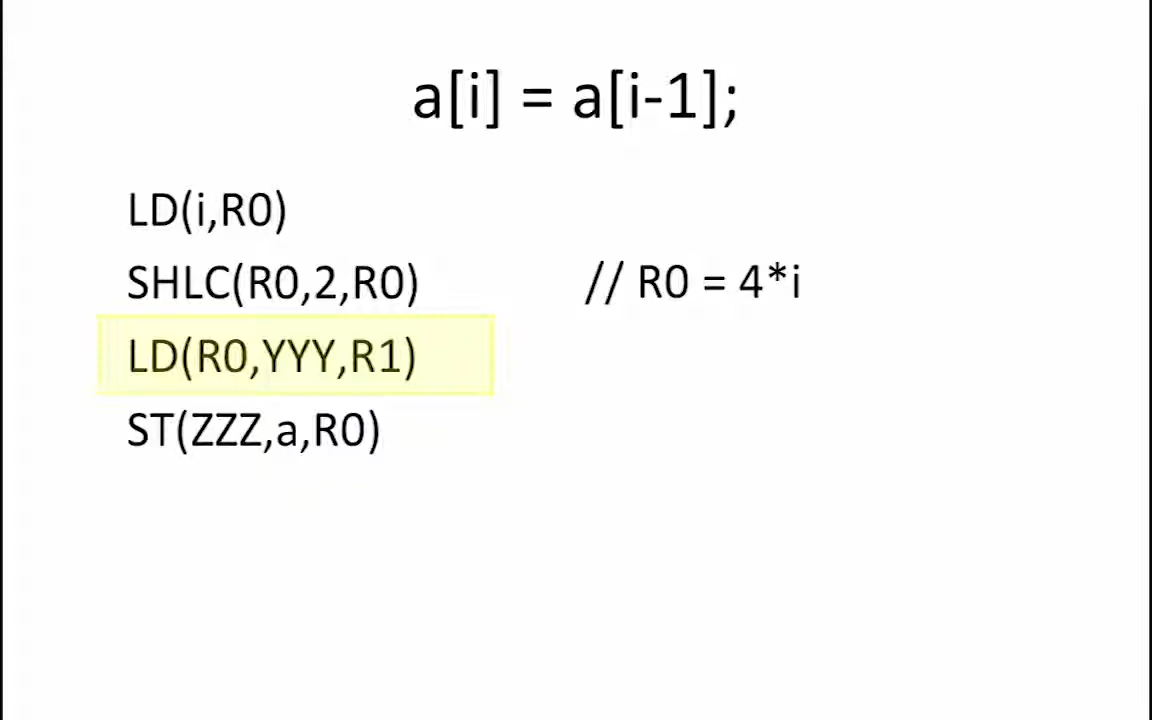 a[i] = a[i-1];
LD(i,R0)
SHLC(R0,2,R0) // R0 = 4*i
LD(R0,YYY,R1)
ST(ZZZ,a,R0)